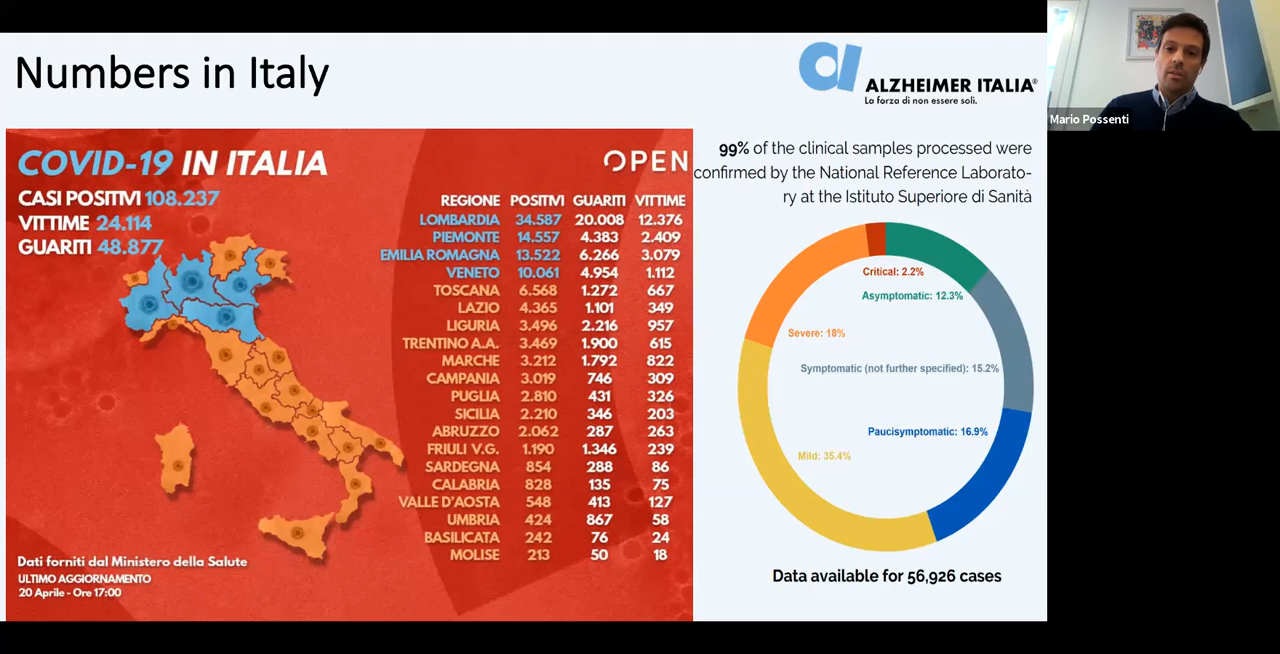 Numbers in Italy
ALZHEIMER ITALIA®
La forza di non essere soli.
Mario Possenti
COVID-19 IN ITALIA
OPEN
CASI POSITIVI 108.237
VITTIME 24.114
GUARITI 48.877
REGIONE POSITIVI GUARITI VITTIME
LOMBARDIA 34.587 20.008 12.376
PIEMONTE 14.557 4.383 2.409
EMILIA ROMAGNA 13.522 6.266 3.079
VENETO 10.061 4.954 1.112
TOSCANA 6.568 1.272 667
LAZIO 4.365 1.101 349
LIGURIA 3.496 2.216 957
TRENTINO A.A. 3.469 1.900 615
MARCHE 3.212 1.792 822
CAMPANIA 3.019 746 309
PUGLIA 2.810 431 326
SICILIA 2.210 346 203
ABRUZZO 2.062 287 263
FRIULI V.G. 1.190 1.346 239
SARDEGNA 854 288 86
CALABRIA 828 135 75
VALLE D'AOSTA 548 413 127
UMBRIA 424 867 58
BASILICATA 242 76 24
MOLISE 213 50 18
Dati forniti dal Ministero della Salute
ULTIMO AGGIORNAMENTO
20 Aprile - Ore 17:00
99% of the clinical samples processed were
confirmed by the National Reference Laborato-
ry at the Istituto Superiore di Sanità
Critical: 2.2%
Asymptomatic: 12.3%
Severe: 18%
Symptomatic (not further specified): 15.2%
Paucisymptomatic: 16.9%
Mild: 35.4%
Data available for 56,926 cases